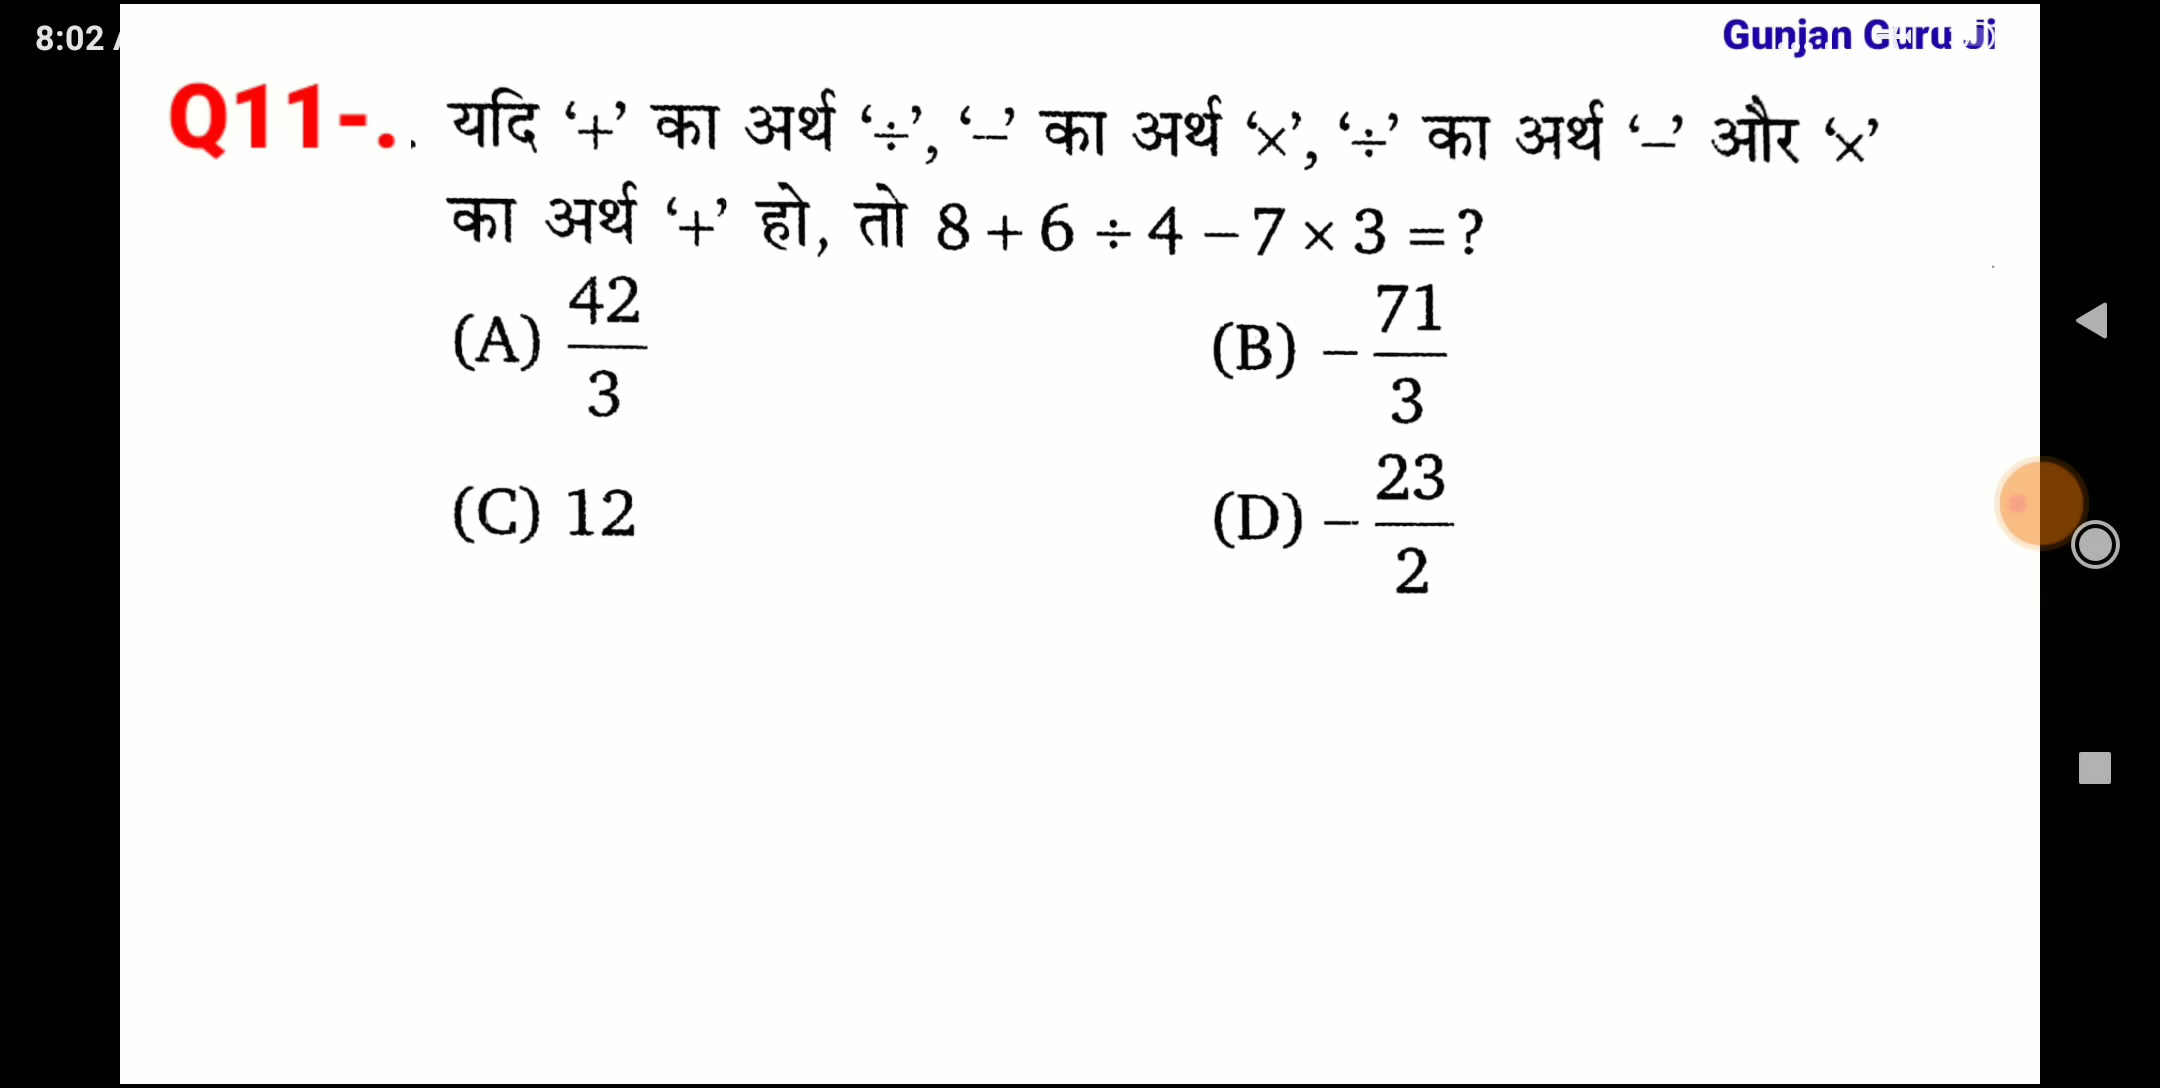 8:02
Gunjan Guru Ji
Q11-.. यदि ‘+’ का अर्थ ‘÷’, ‘–’ का अर्थ ‘×’, ‘÷’ का अर्थ ‘–’ और ‘×’
का अर्थ ‘+’ हो, तो 8 + 6 ÷ 4 – 7 × 3 = ?
(A) 42/3 (B) – 71/3
(C) 12 (D) – 23/2